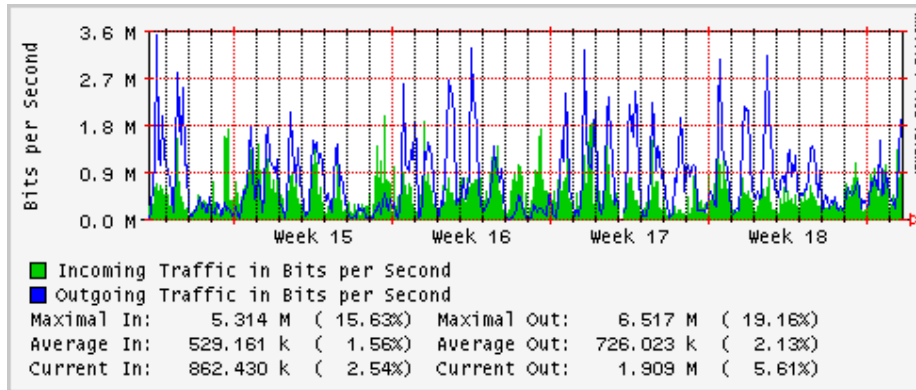 3.6 M
2.7 M
1.8 M
0.9 M
0.0 M
Bits per Second
Week 15 Week 16 Week 17 Week 18
Incoming Traffic in Bits per Second
Outgoing Traffic in Bits per Second
Maximal In: 5.314 M ( 15.63%) Maximal Out: 6.517 M ( 19.16%)
Average In: 529.161 k ( 1.56%) Average Out: 726.023 k ( 2.13%)
Current In: 862.430 k ( 2.54%) Current Out: 1.909 M ( 5.61%)